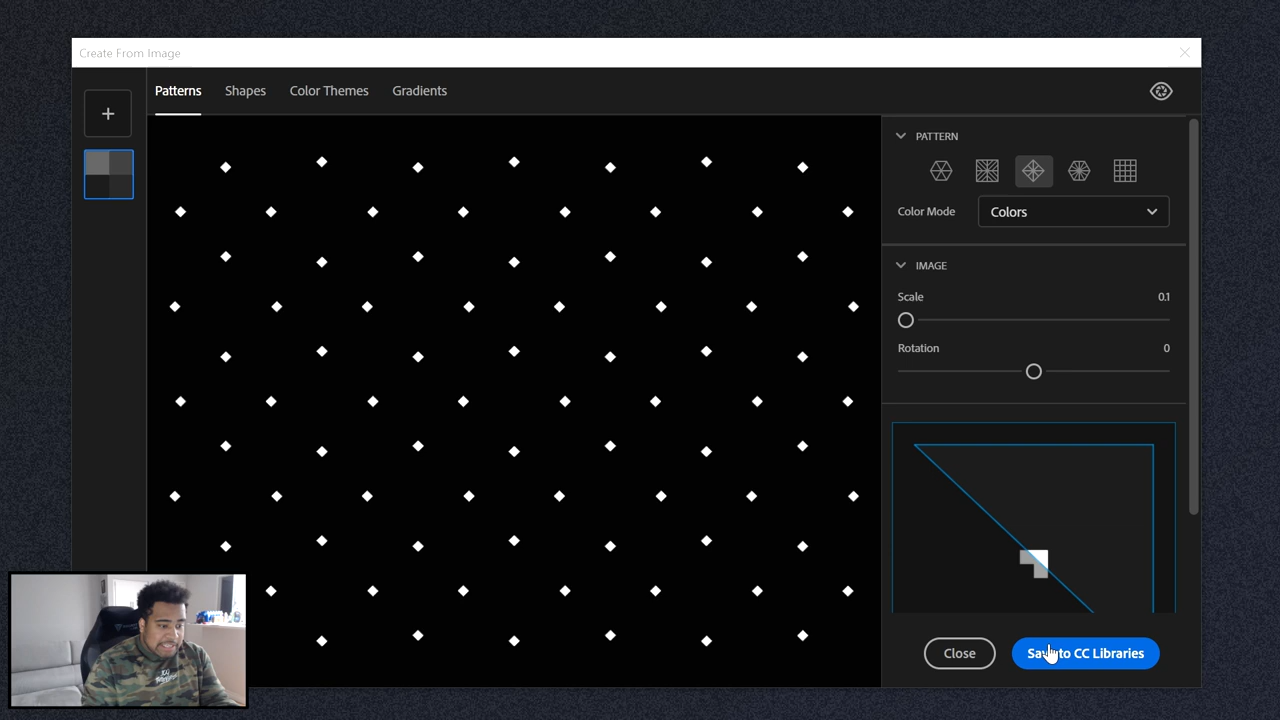 Create From Image
Patterns Shapes Color Themes Gradients
PATTERN
Color Mode Colors
IMAGE
Scale 0.1
Rotation 0
Close Save to CC Libraries